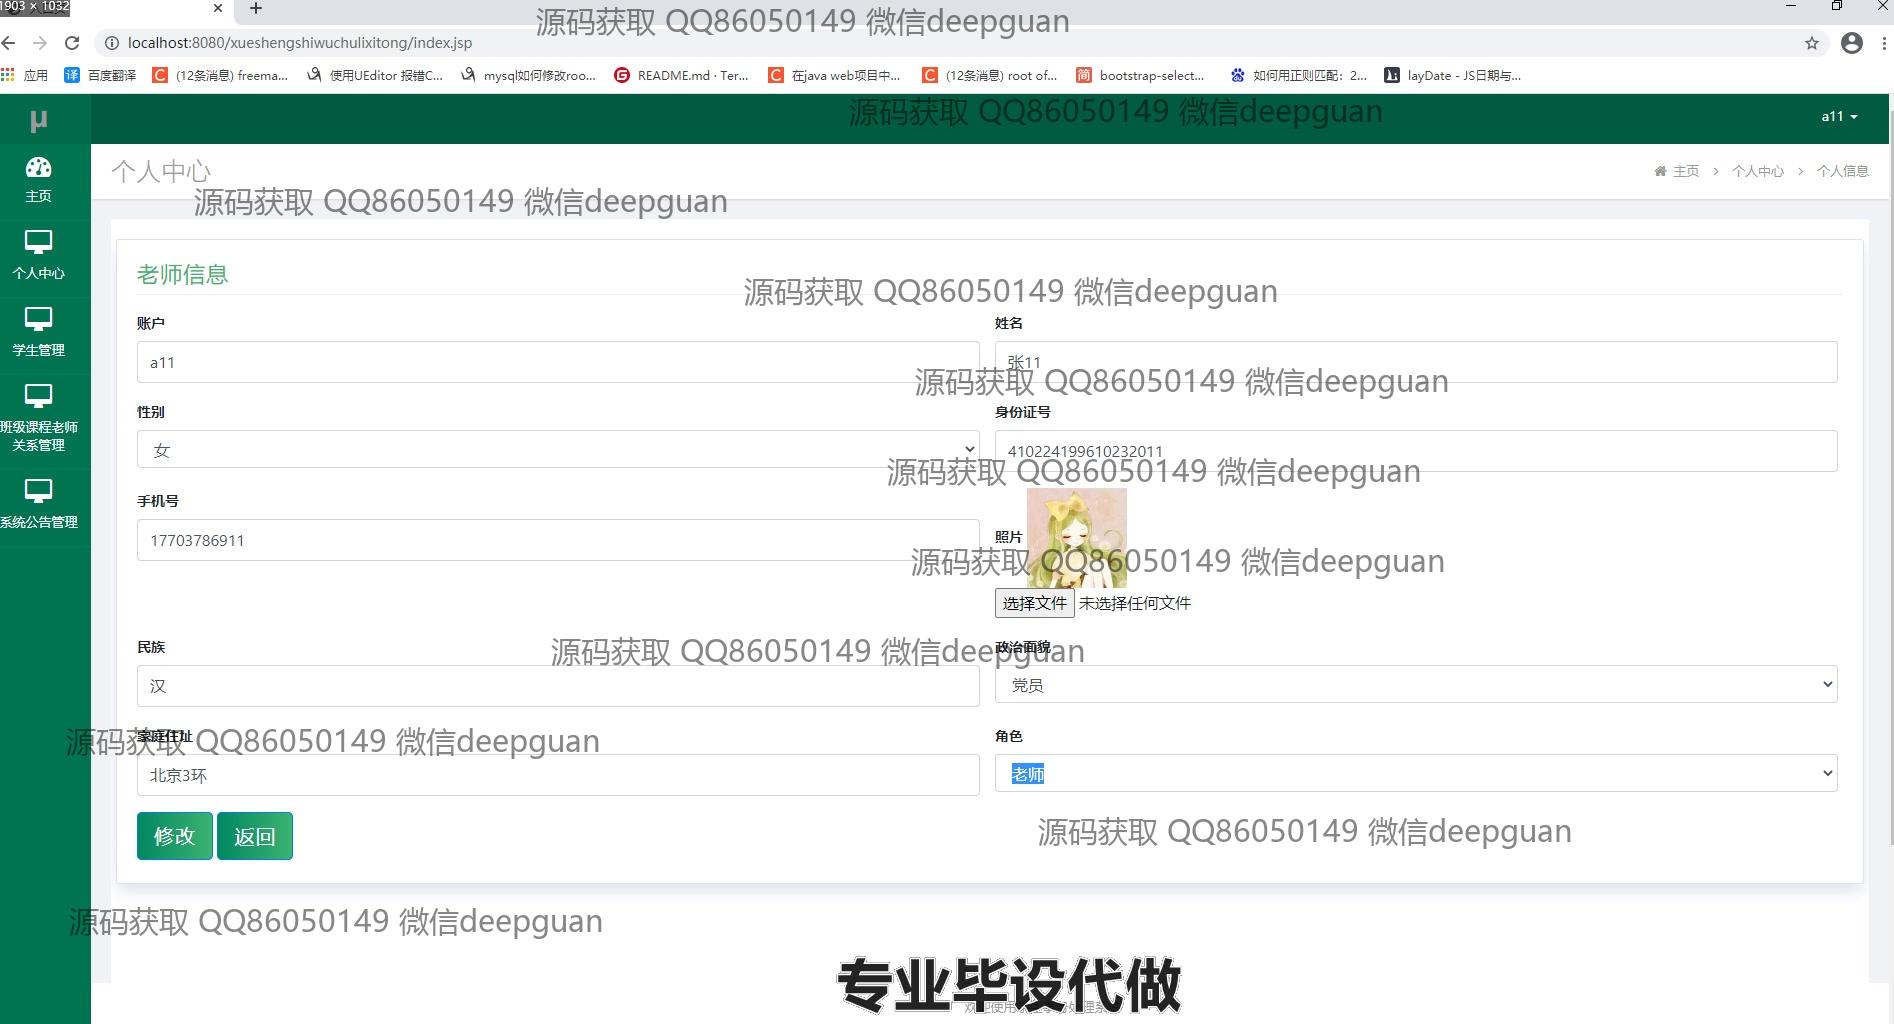 1903 × 1032
源码获取 QQ86050149 微信deepguan
localhost:8080/xueshengshiwuchulixitong/index.jsp
应用 百度翻译 (12条消息) freema... 使用UEditor 报错C... mysql如何修改roo... README.md · Ter... 在java web项目中... (12条消息) root of... bootstrap-select... 如何用正则匹配：2... layDate - JS日期与...
μ 源码获取 QQ86050149 微信deepguan a11
主页
个人中心 主页 > 个人中心 > 个人信息
源码获取 QQ86050149 微信deepguan
个人中心
学生管理
班级课程老师
关系管理
系统公告管理
老师信息
源码获取 QQ86050149 微信deepguan
账户 姓名
a11 张11
源码获取 QQ86050149 微信deepguan
性别 身份证号
女 410224199610232011
源码获取 QQ86050149 微信deepguan
手机号
17703786911 照片
源码获取 QQ86050149 微信deepguan
选择文件 未选择任何文件
民族 政治面貌
源码获取 QQ86050149 微信deepguan
汉 党员
家庭住址 角色
源码获取 QQ86050149 微信deepguan
北京3环 老师
修改 返回
源码获取 QQ86050149 微信deepguan
源码获取 QQ86050149 微信deepguan
专业毕设代做